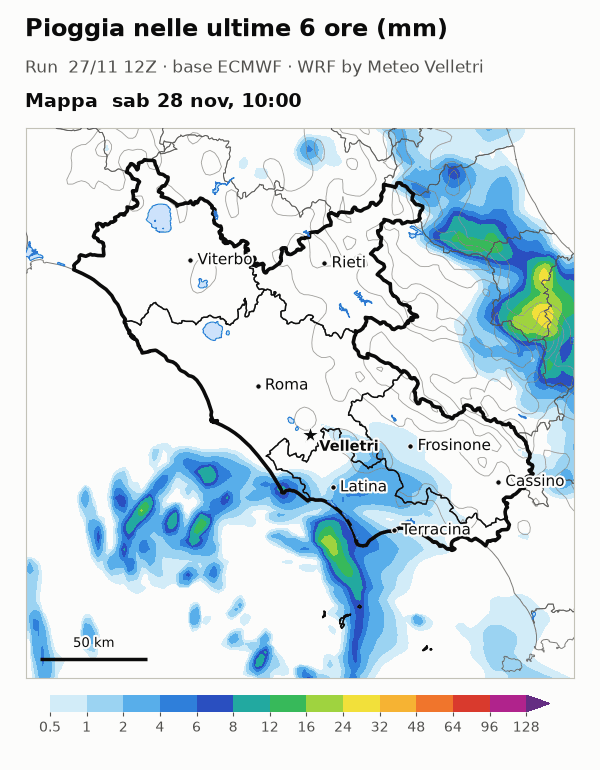 Pioggia nelle ultime 6 ore (mm)
Run  27/11 12Z · base ECMWF · WRF by Meteo Velletri
Mappa  sab 28 nov, 10:00
Viterbo
Rieti
Roma
Velletri
Frosinone
Latina
Cassino
Terracina
50 km
0.5 1 2 4 6 8 12 16 24 32 48 64 96 128